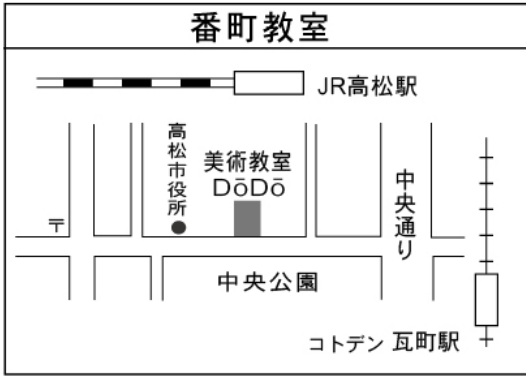 番町教室
JR高松駅
高松市役所
美術教室
DōDō
中央通り
〒
中央公園
コトデン 瓦町駅